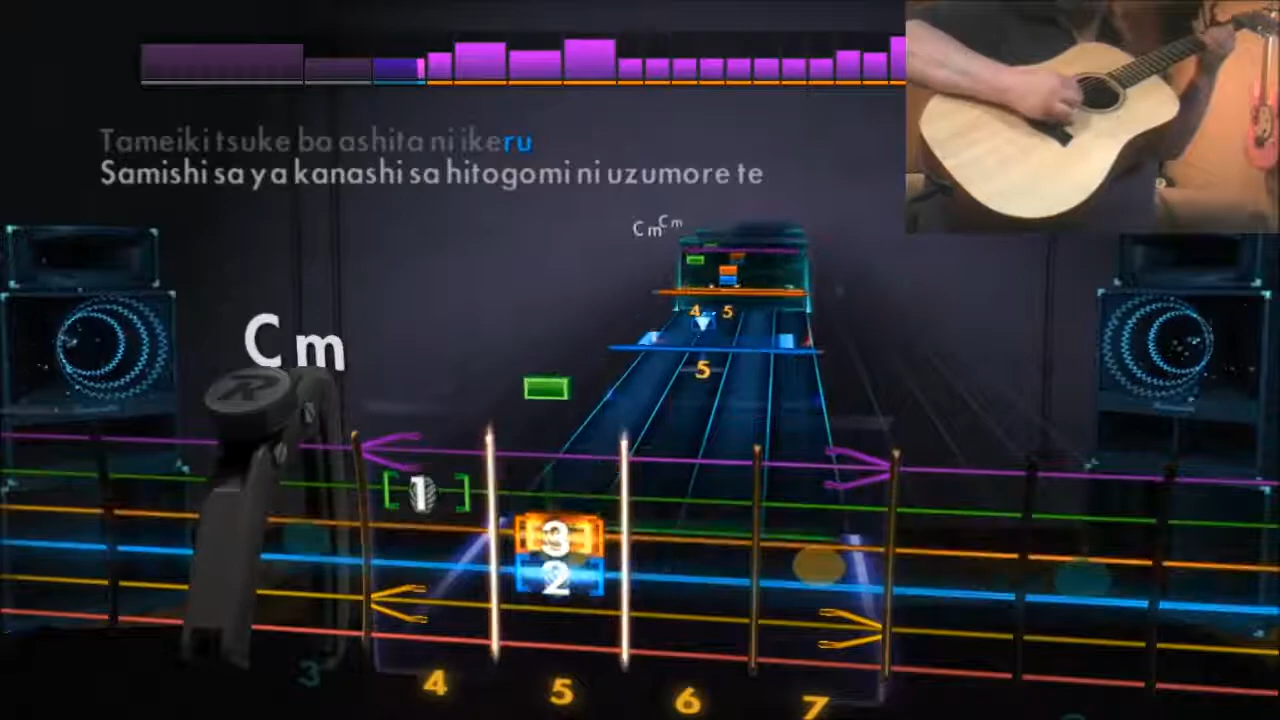 Tameiki tsuke ba ashita ni ikeru
Samishi sa y a kanashi sa hitogomi ni uzumore te
Cm Cm
Cm
R
4 5
5
1
3
2
3 4 5 6 7